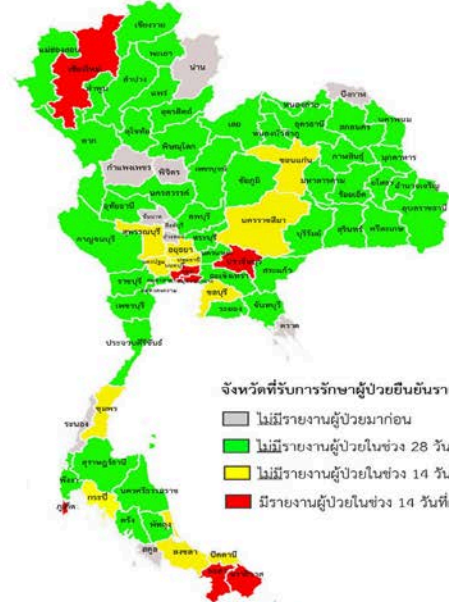 เชียงราย
แม่ฮ่องสอน
พะเยา
น่าน
เชียงใหม่
ลำปาง
ลำพูน
แพร่
อุตรดิตถ์
หนองคาย
บึงกาฬ
เลย
อุดรธานี
สกลนคร
นครพนม
หนองบัวลำภู
ตาก
สุโขทัย
พิษณุโลก
ขอนแก่น
กาฬสินธุ์
มุกดาหาร
กำแพงเพชร
พิจิตร
เพชรบูรณ์
ชัยภูมิ
มหาสารคาม
ร้อยเอ็ด
ยโสธร
อำนาจเจริญ
นครสวรรค์
อุบลราชธานี
อุทัยธานี
ชัยนาท
ลพบุรี
นครราชสีมา
บุรีรัมย์
สุรินทร์
ศรีสะเกษ
กาญจนบุรี
สุพรรณบุรี
สระบุรี
อยุธยา
ปราจีนบุรี
สระแก้ว
ฉะเชิงเทรา
ราชบุรี
ชลบุรี
เพชรบุรี
ระยอง
จันทบุรี
ตราด
ประจวบคีรีขันธ์
จังหวัดที่รับการรักษาผู้ป่วยยืนยันรา
ไม่มีรายงานผู้ป่วยมาก่อน
ไม่มีรายงานผู้ป่วยในช่วง 28 วัน
ไม่มีรายงานผู้ป่วยในช่วง 14 วัน
มีรายงานผู้ป่วยในช่วง 14 วันที่
ชุมพร
ระนอง
สุราษฎร์ธานี
พังงา
นครศรีธรรมราช
กระบี่
ภูเก็ต
ตรัง
พัทลุง
สตูล
สงขลา
ปัตตานี